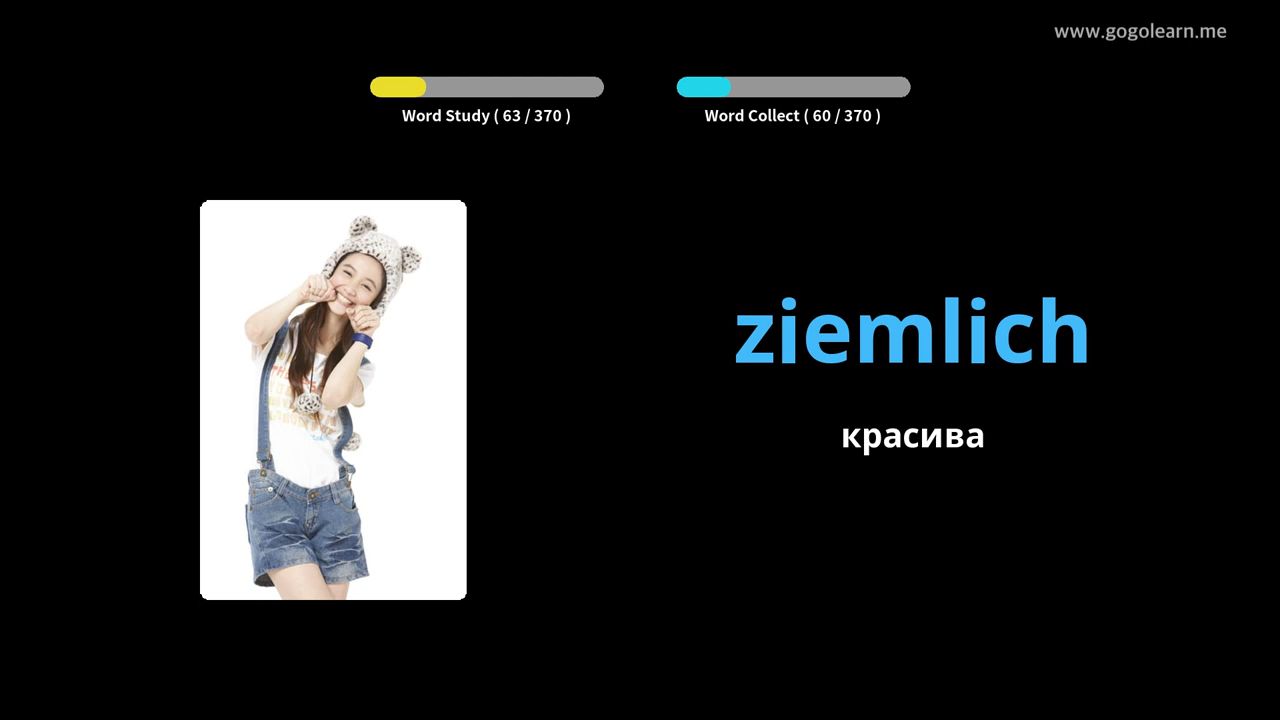 www.gogolearn.me
Word Study ( 63 / 370 )
Word Collect ( 60 / 370 )
ziemlich
красива